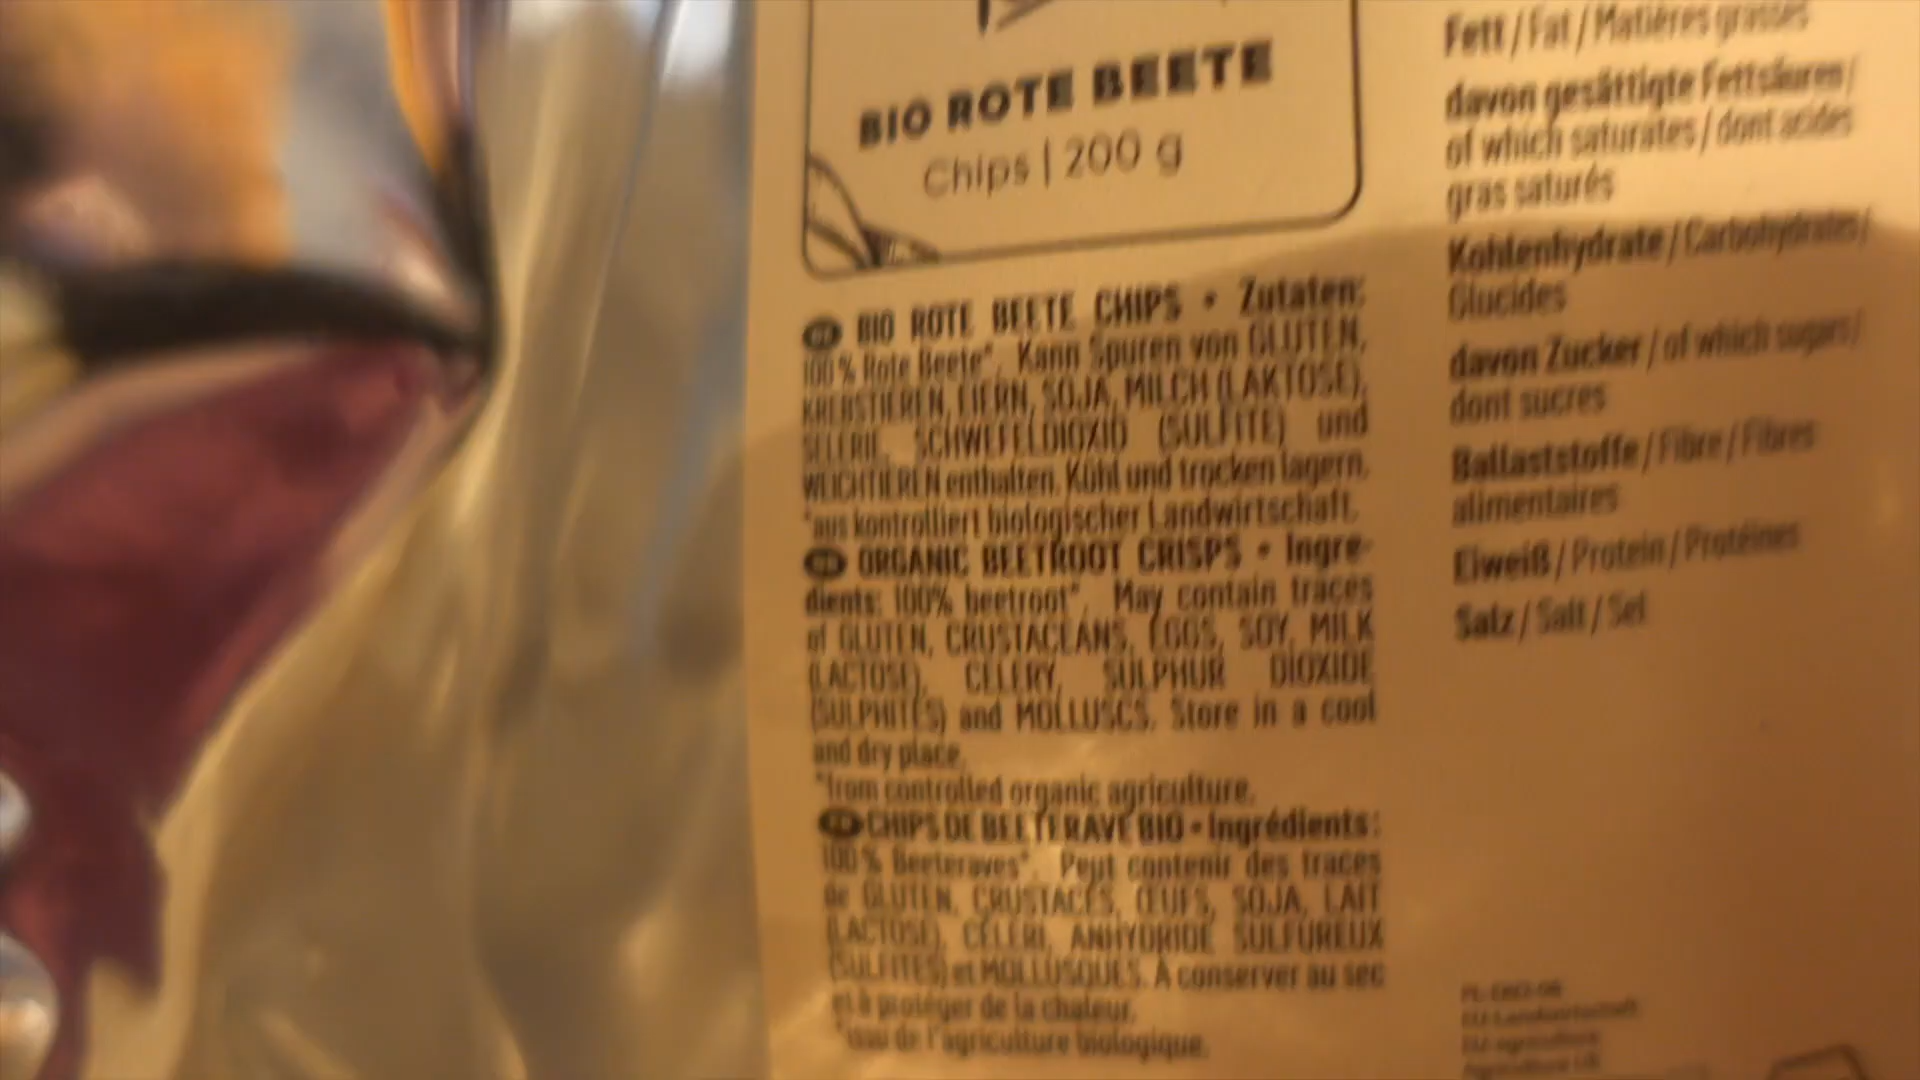 BIO ROTE BEETE
Chips | 200 g
BIO ROTE BEETE CHIPS • Zutaten:
100 % Rote Beete*. Kann Spuren von GLUTEN,
KREBSTIEREN, EIERN, SOJA, MILCH (LAKTOSE),
SELLERIE, SCHWEFELDIOXID (SULFITE) und
WEICHTIEREN enthalten. Kühl und trocken lagern.
*aus kontrolliert biologischer Landwirtschaft.
ORGANIC BEETROOT CRISPS • Ingre-
dients: 100% beetroot*. May contain traces
of GLUTEN, CRUSTACEANS, EGGS, SOY, MILK
(LACTOSE), CELERY, SULPHUR DIOXIDE
(SULPHITES) and MOLLUSCS. Store in a cool
and dry place.
*from controlled organic agriculture.
CHIPS DE BEETERAVE BIO • Ingrédients:
100 % Beeteraves*. Peut contenir des traces
de GLUTEN, CRUSTACÉS, ŒUFS, SOJA, LAIT
(LACTOSE), CÉLERI, ANHYDRIDE SULFUREUX
(SULFITES) et MOLLUSQUES. À conserver au sec
et à protéger de la chaleur.
*issu de l'agriculture biologique.
Fett / Fat / Matières grasses
davon gesättigte Fettsäuren /
of which saturates / dont acides
gras saturés
Kohlenhydrate / Carbohydrates /
Glucides
davon Zucker / of which sugars /
dont sucres
Ballaststoffe / Fibre / Fibres
alimentaires
Eiweiß / Protein / Protéines
Salz / Salt / Sel